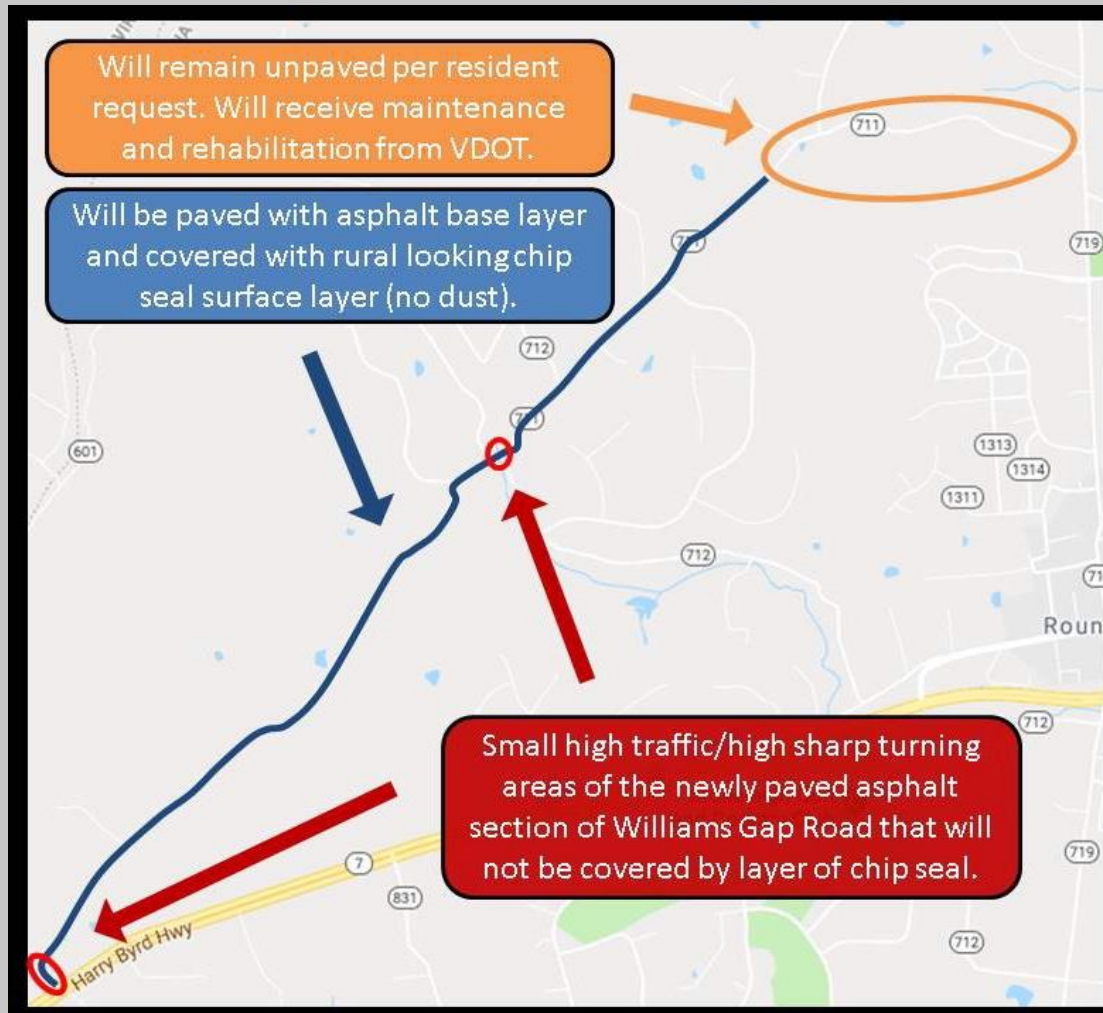 Will remain unpaved per resident
request. Will receive maintenance
and rehabilitation from VDOT.
711
Will be paved with asphalt base layer
and covered with rural looking chip
seal surface layer (no dust).
719
712
601
1313
1314
1311
712
Roun
712
Small high traffic/high sharp turning
areas of the newly paved asphalt
section of Williams Gap Road that will
not be covered by layer of chip seal.
7
831
719
712
Harry Byrd Hwy